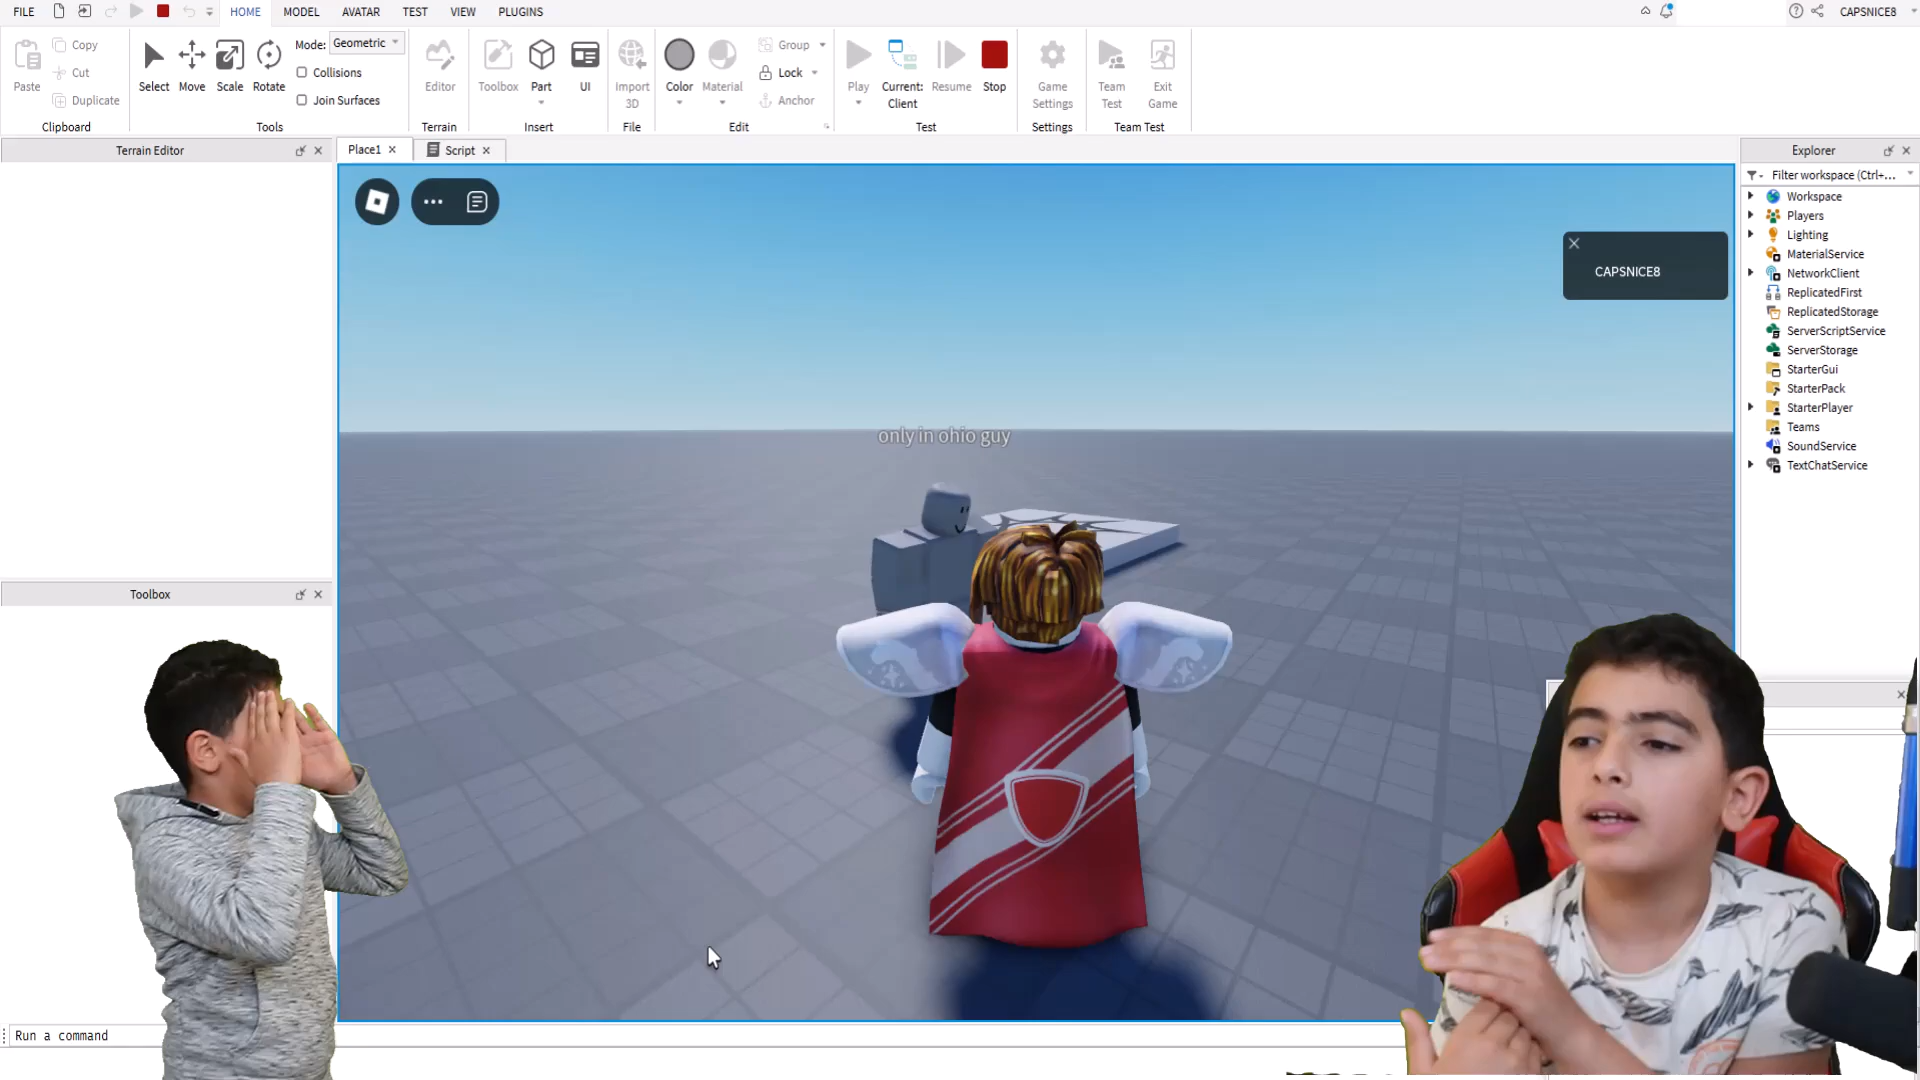 FILE HOME MODEL AVATAR TEST VIEW PLUGINS CAPSNICE8
Paste Copy Cut Duplicate
Clipboard
Select Move Scale Rotate
Mode: Geometric
Collisions
Join Surfaces
Tools
Editor
Terrain
Toolbox Part UI
Insert
Import 3D
File
Color Material Group Lock Anchor
Edit
Play Current: Client Resume Stop
Test
Game Settings
Settings
Team Test Exit Game
Team Test
Terrain Editor
Place1 Script
Explorer
Filter workspace (Ctrl+...
Workspace
Players
Lighting
MaterialService
NetworkClient
ReplicatedFirst
ReplicatedStorage
ServerScriptService
ServerStorage
StarterGui
StarterPack
StarterPlayer
Teams
SoundService
TextChatService
CAPSNICE8
only in ohio guy
Toolbox
Run a command